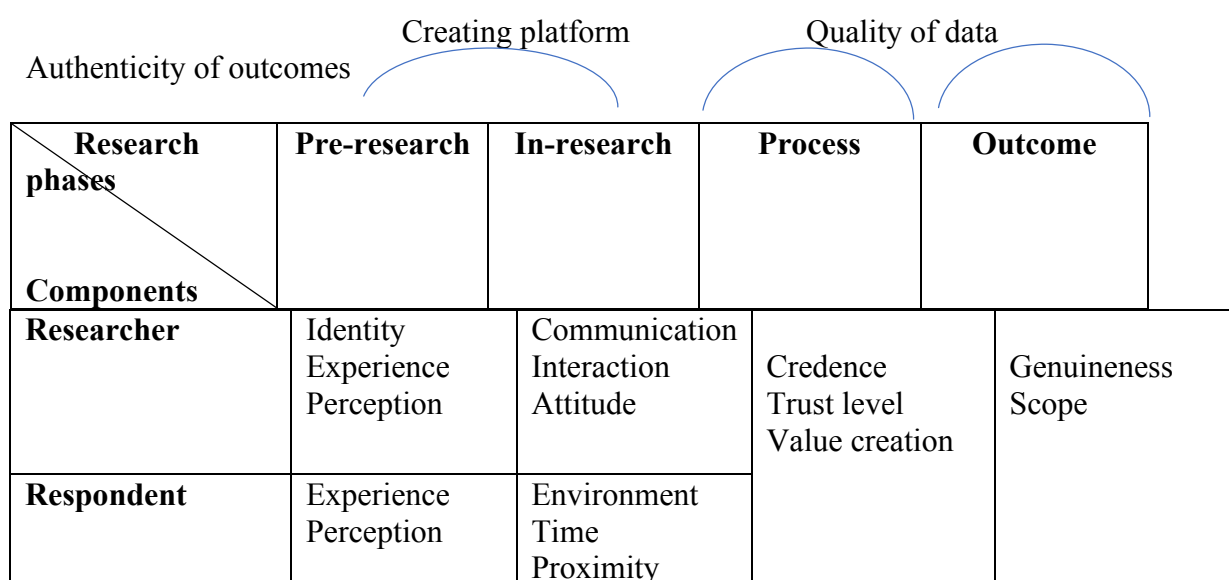 Creating platform
Quality of data
Authenticity of outcomes
Research phases
Components
Pre-research
In-research
Process
Outcome
Researcher
Identity
Experience
Perception
Communication
Interaction
Attitude
Credence
Trust level
Value creation
Genuineness
Scope
Respondent
Experience
Perception
Environment
Time
Proximity